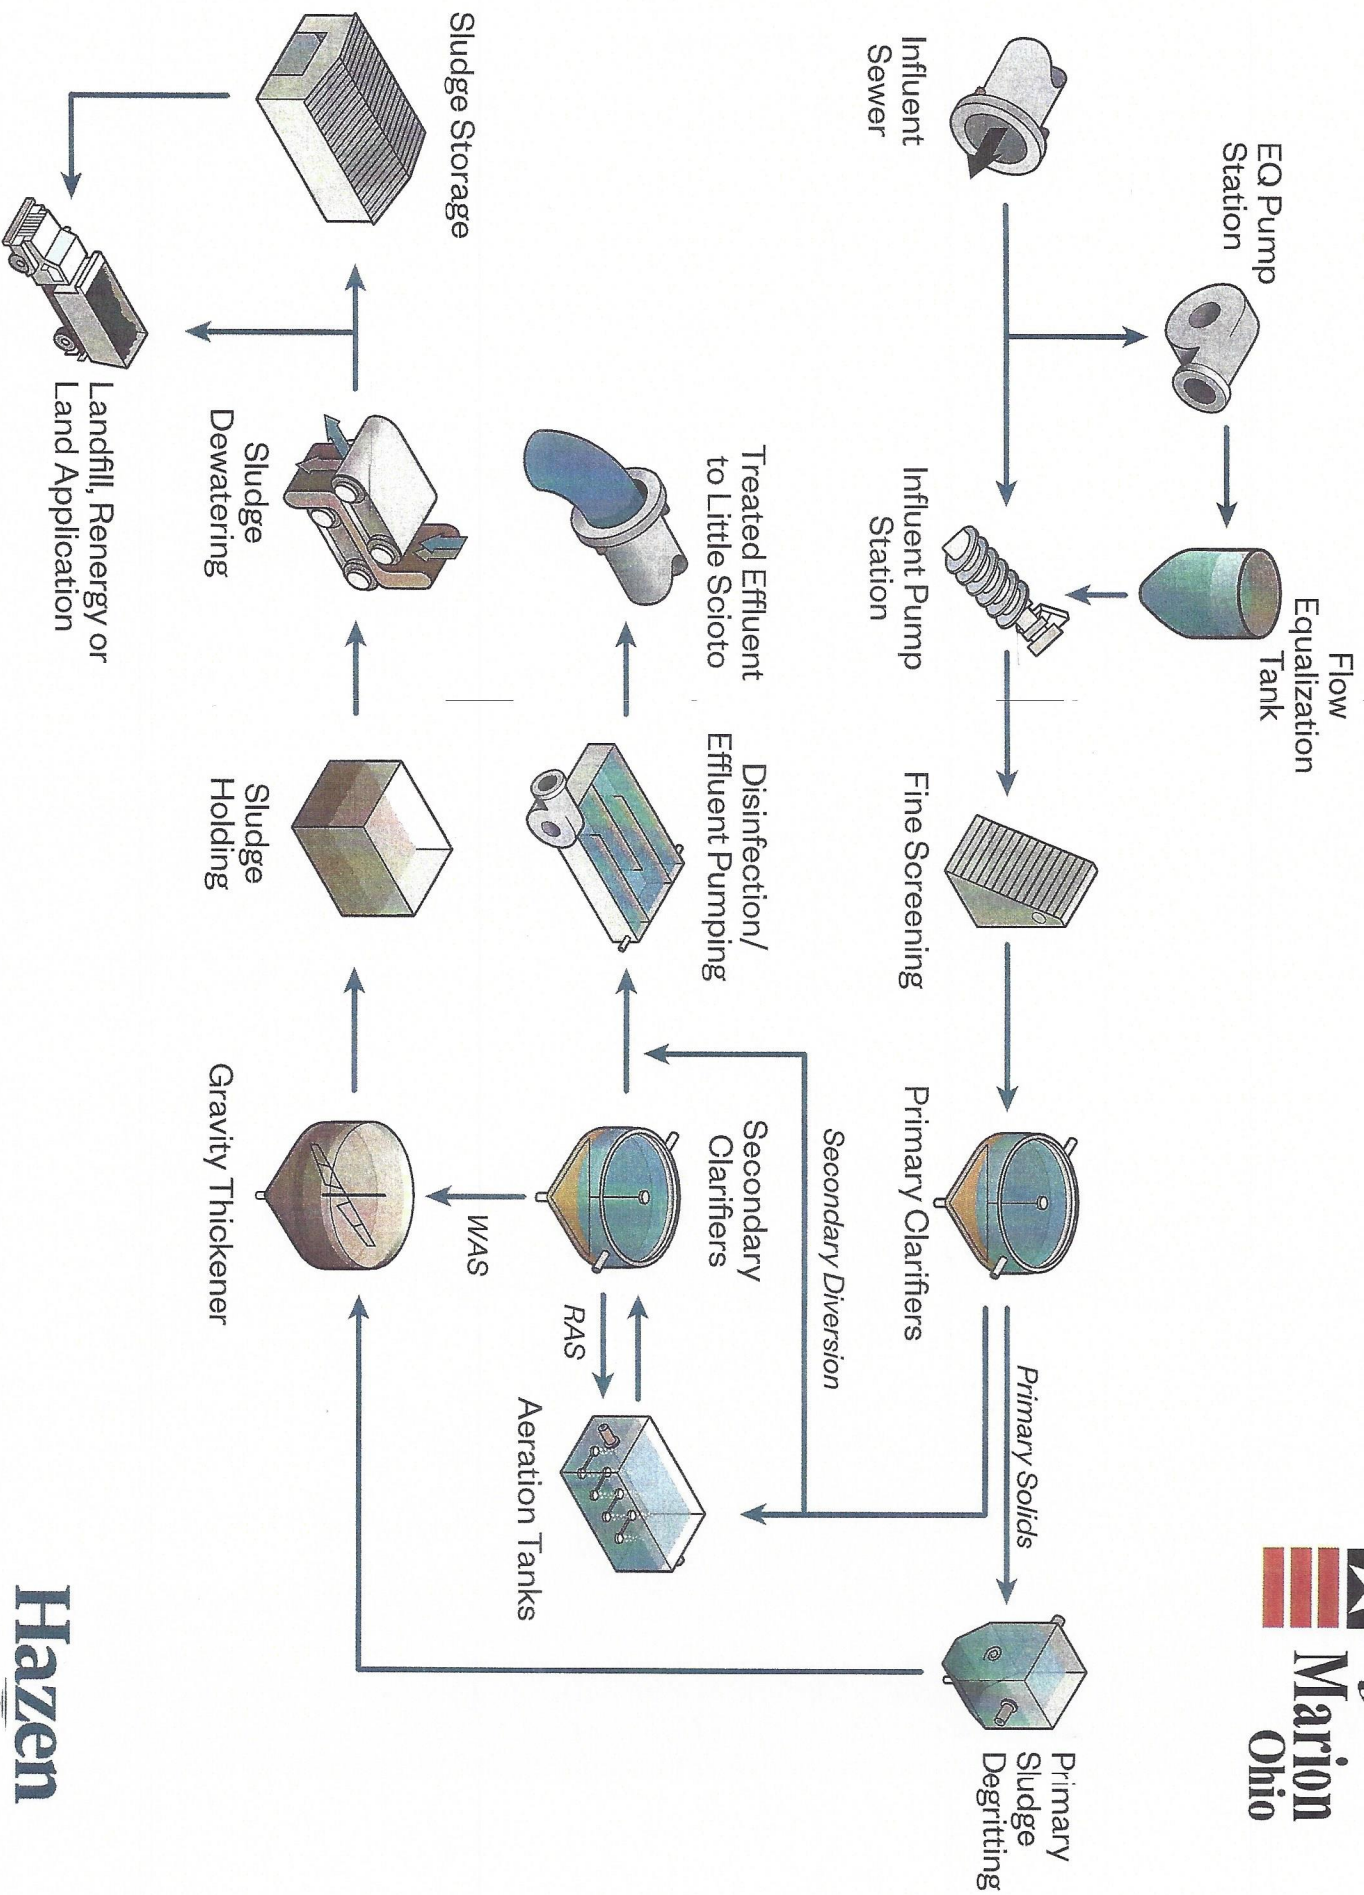 Marion
Ohio
EQ Pump
Station
Flow
Equalization
Tank
Influent
Sewer
Influent Pump
Station
Fine Screening
Primary Clarifiers
Primary Solids
Primary
Sludge
Degritting
Secondary Diversion
Treated Effluent
to Little Scioto
Disinfection/
Effluent Pumping
Secondary
Clarifiers
RAS
Aeration Tanks
WAS
Sludge Storage
Sludge
Dewatering
Sludge
Holding
Gravity Thickener
Landfill, Renergy or
Land Application
Hazen